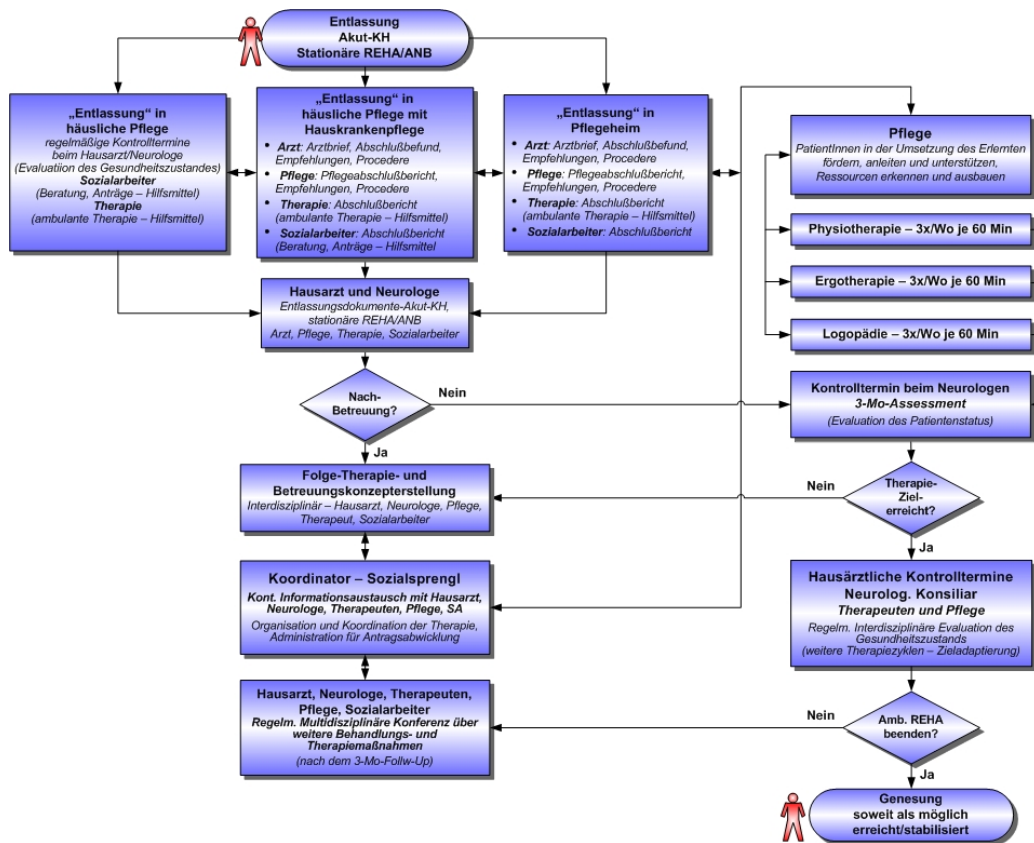 Entlassung
Akut-KH
Stationäre REHA/ANB
„Entlassung“ in
häusliche Pflege
regelmäßige Kontrolltermine
beim Hausarzt/Neurologe
(Evaluation des Gesundheitszustandes)
Sozialarbeiter
(Beratung, Anträge – Hilfsmittel)
Therapie
(ambulante Therapie – Hilfsmittel)
„Entlassung“ in
häusliche Pflege mit
Hauskrankenpflege
• Arzt: Arztbrief, Abschlußbefund,
Empfehlungen, Procedere
• Pflege: Pflegeabschlußbericht,
Empfehlungen, Procedere
• Therapie: Abschlußbericht
(ambulante Therapie – Hilfsmittel)
• Sozialarbeiter: Abschlußbericht
(Beratung, Anträge – Hilfsmittel
„Entlassung“ in
Pflegeheim
• Arzt: Arztbrief, Abschlußbefund,
Empfehlungen, Procedere
• Pflege: Pflegeabschlußbericht,
Empfehlungen, Procedere
• Therapie: Abschlußbericht
(ambulante Therapie – Hilfsmittel)
• Sozialarbeiter: Abschlußbericht
Pflege
PatientInnen in der Umsetzung des Erlernten
fördern, anleiten und unterstützen,
Ressourcen erkennen und ausbauen
Physiotherapie – 3x/Wo je 60 Min
Ergotherapie – 3x/Wo je 60 Min
Logopädie – 3x/Wo je 60 Min
Hausarzt und Neurologe
Entlassungsdokumente-Akut-KH,
stationäre REHA/ANB
Arzt, Pflege, Therapie, Sozialarbeiter
Nach-
Betreuung?
Nein
Ja
Kontrolltermin beim Neurologen
3-Mo-Assessment
(Evaluation des Patientenstatus)
Folge-Therapie- und
Betreuungskonzepterstellung
Interdisziplinär – Hausarzt, Neurologe, Pflege,
Therapeut, Sozialarbeiter
Nein
Therapie-
Ziel-
erreicht?
Ja
Koordinator – Sozialsprengl
Kont. Informationsaustausch mit Hausarzt,
Neurologe, Therapeuten, Pflege, SA
Organisation und Koordination der Therapie,
Administration für Antragsabwicklung)
Hausärztliche Kontrolltermine
Neurolog. Konsiliar
Therapeuten und Pflege
Regelm. Interdisziplinäre Evaluation des
Gesundheitszustands
(weitere Therapiezyklen – Zieladaptierung)
Hausarzt, Neurologe, Therapeuten,
Pflege, Sozialarbeiter
Regelm. Multidisziplinäre Konferenz über
weitere Behandlungs- und
Therapiemaßnahmen
(nach dem 3-Mo-Follw-Up)
Nein
Amb. REHA
beenden?
Ja
Genesung
soweit als möglich
erreicht/stabilisiert